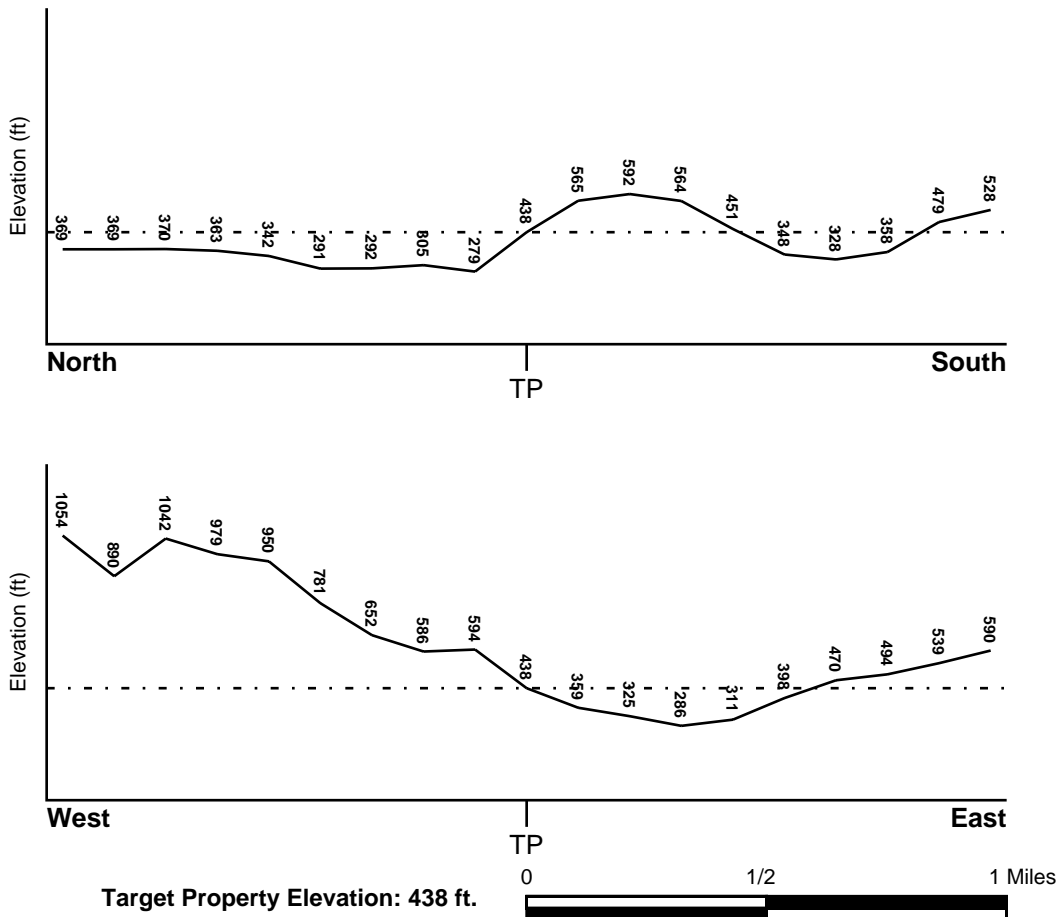 Elevation (ft)
369 369 370 363 342 291 292 305 279 438 565 592 564 451 348 328 358 479 528
North South
TP
Elevation (ft)
1054 890 1042 979 950 781 652 586 594 438 359 325 286 311 398 470 494 539 590
West East
TP
Target Property Elevation: 438 ft.
0 1/2 1 Miles